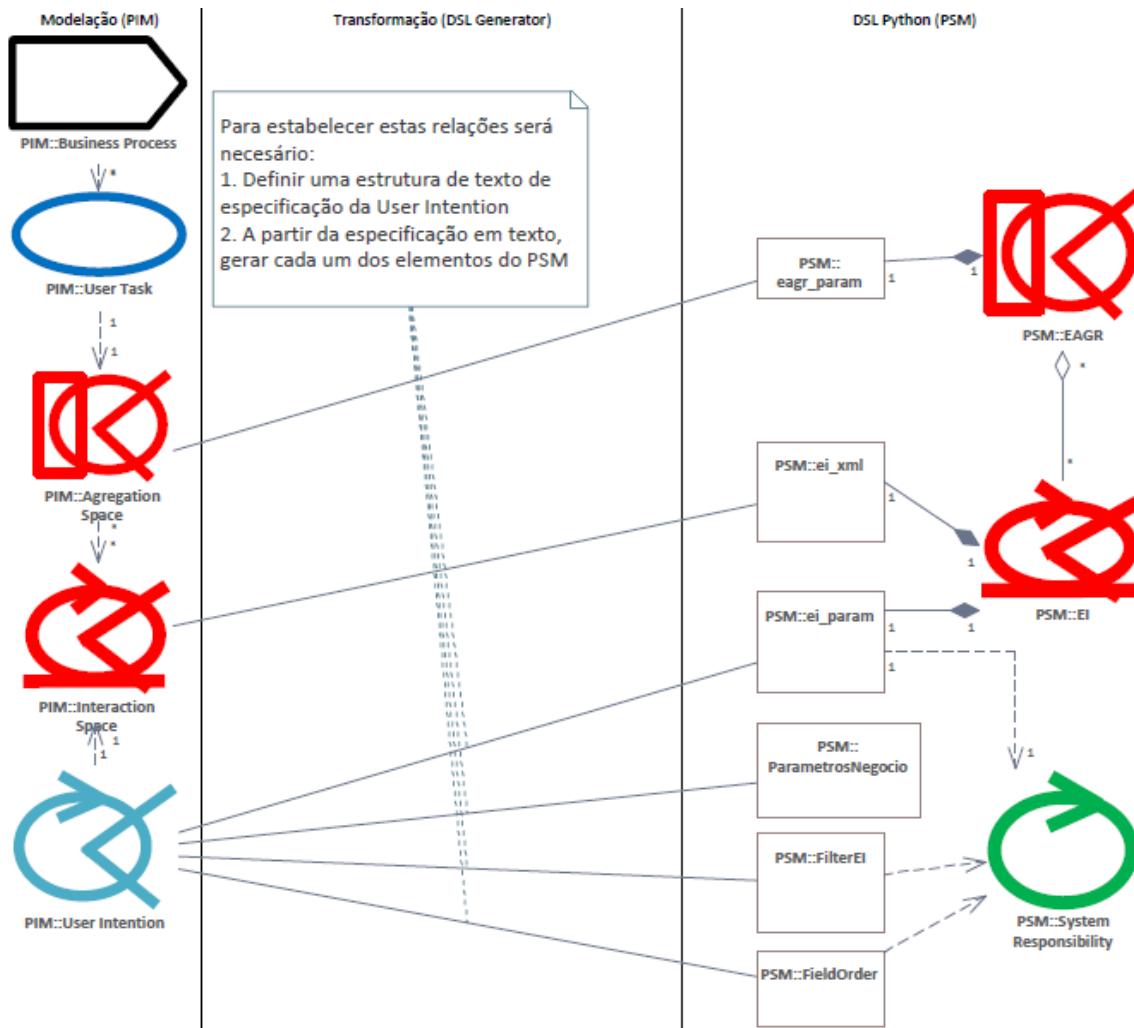 Modelação (PIM)
Transformação (DSL Generator)
DSL Python (PSM)
PIM::Business Process
*
PIM::User Task
1
1
PIM::Agregation
Space
*
*
PIM::Interaction
Space
1
1
PIM::User Intention
Para estabelecer estas relações será
necesário:
1. Definir uma estrutura de texto de
especificação da User Intention
2. A partir da especificação em texto,
gerar cada um dos elementos do PSM
PSM::
eagr_param
1
1
PSM::EAGR
*
*
PSM::ei_xml
1
1
PSM::EI
PSM::ei_param
1
1
1
1
PSM::
ParametrosNegocio
PSM::FilterEI
PSM::FieldOrder
PSM::System
Responsibility